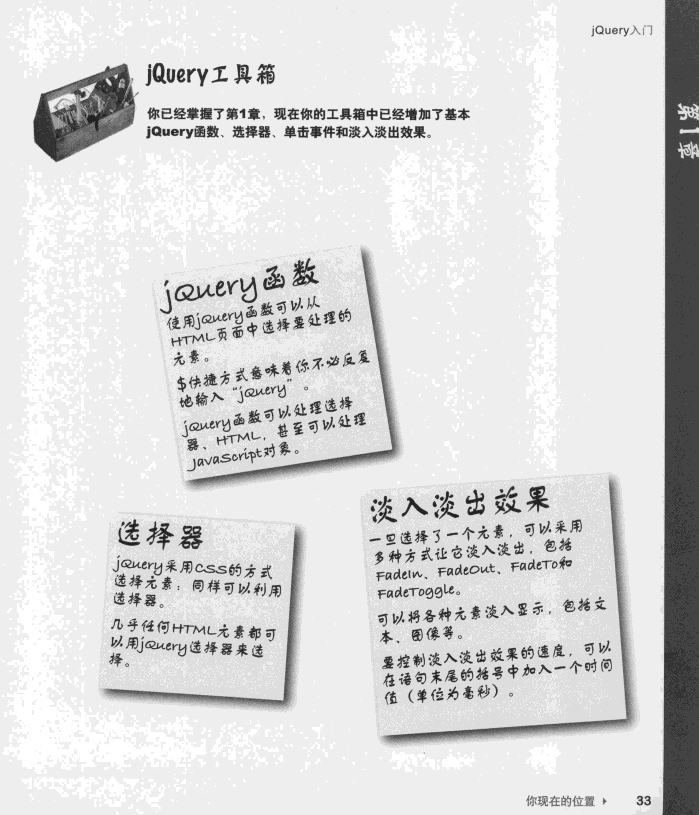 jQuery入门
第1章
jQuery工具箱
你已经掌握了第1章，现在你的工具箱中已经增加了基本
jQuery函数、选择器、单击事件和淡入淡出效果。
jQuery函数
使用jQuery函数可以从
HTML页面中选择要处理的
元素。
$快捷方式意味着你不必反复
地输入“jQuery”。
jQuery函数可以处理选择
器、HTML，甚至可以处理
JavaScript对象。
选择器
jQuery采用CSS的方式
选择元素：同样可以利用
选择器。
几乎任何HTML元素都可
以用jQuery选择器来选
择。
淡入淡出效果
一旦选择了一个元素，可以采用
多种方式让它淡入淡出，包括
FadeIn、FadeOut、FadeTo和
FadeToggle。
可以将各种元素淡入显示，包括文
本、图像等。
要控制淡入淡出效果的速度，可以
在语句末尾的括号中加入一个时间
值（单位为毫秒）。
你现在的位置 ▸ 33